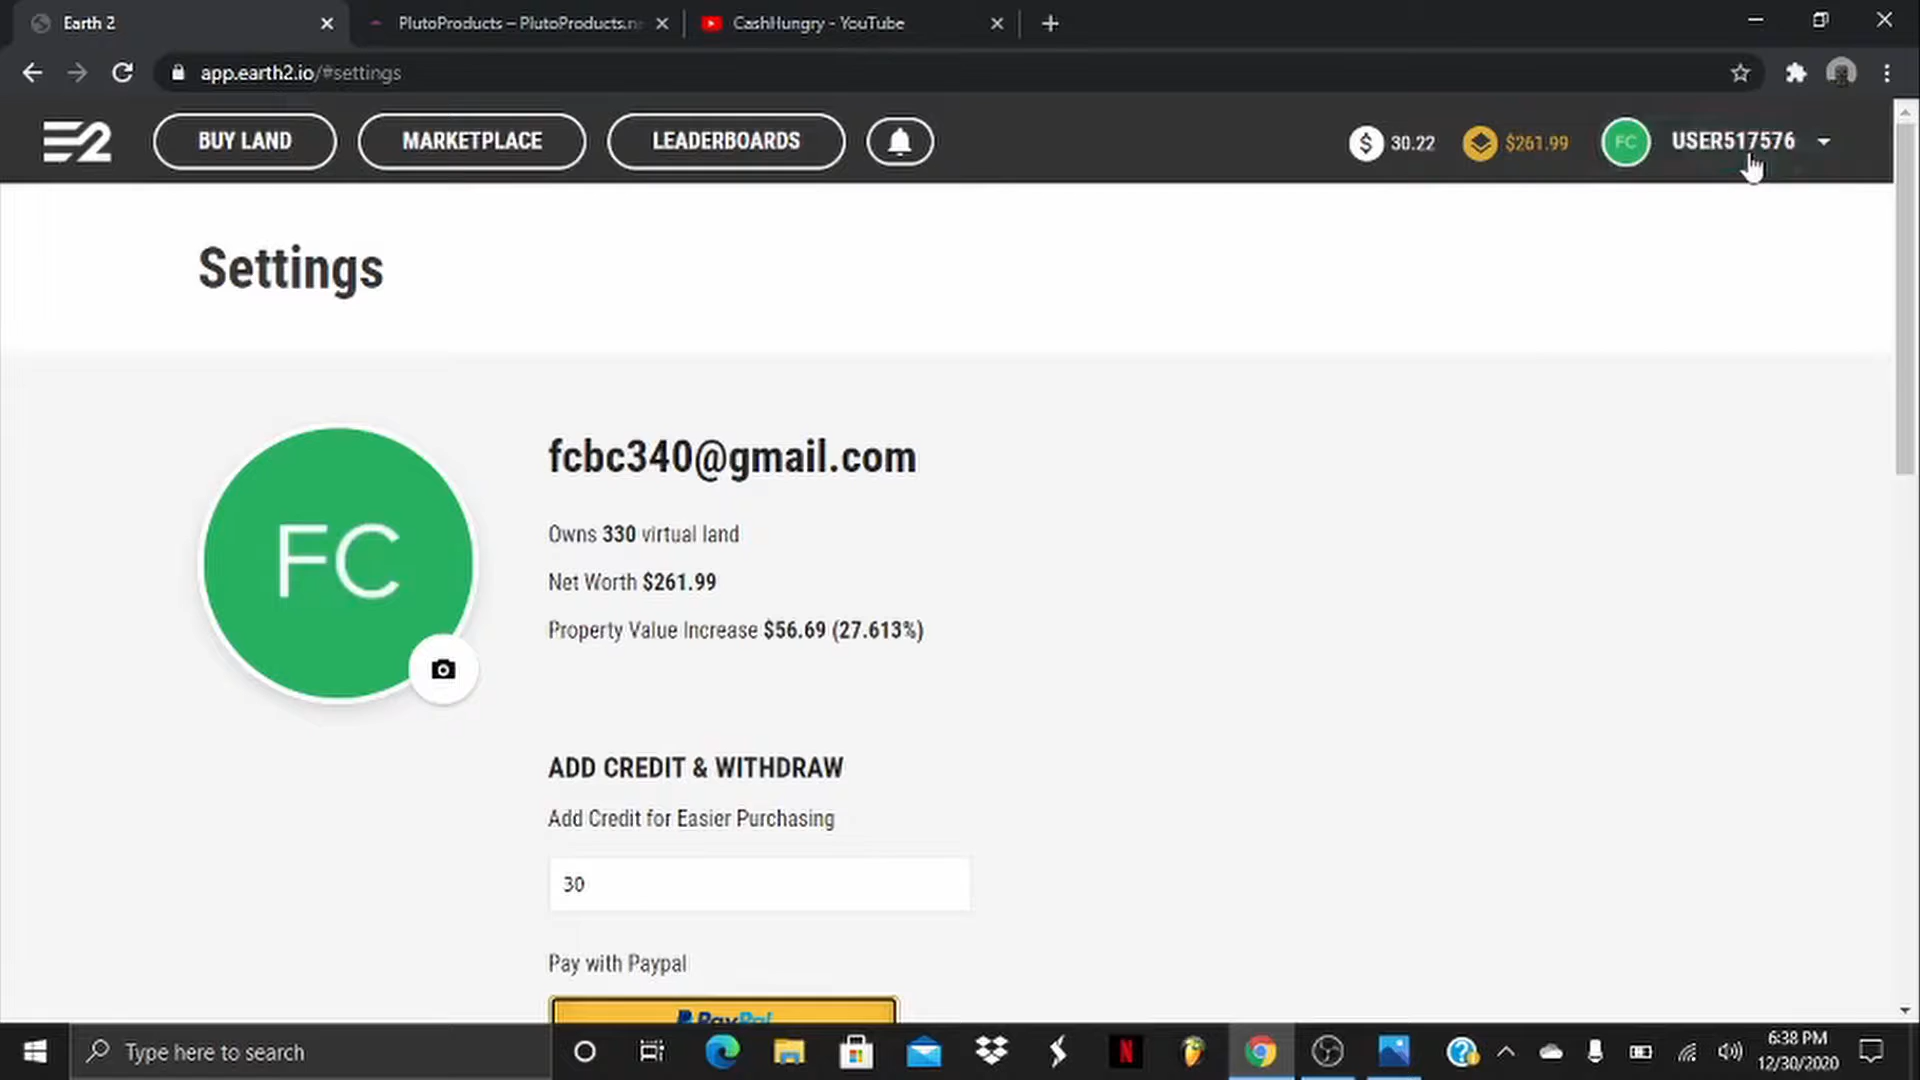 Earth 2
PlutoProducts – PlutoProducts.n
CashHungry - YouTube
app.earth2.io/#settings
E2
BUY LAND
MARKETPLACE
LEADERBOARDS
$ 30.22
$261.99
FC
USER517576
Settings
FC
fcbc340@gmail.com
Owns 330 virtual land
Net Worth $261.99
Property Value Increase $56.69 (27.613%)
ADD CREDIT & WITHDRAW
Add Credit for Easier Purchasing
30
Pay with Paypal
PayPal
Type here to search
N
6:38 PM
12/30/2020